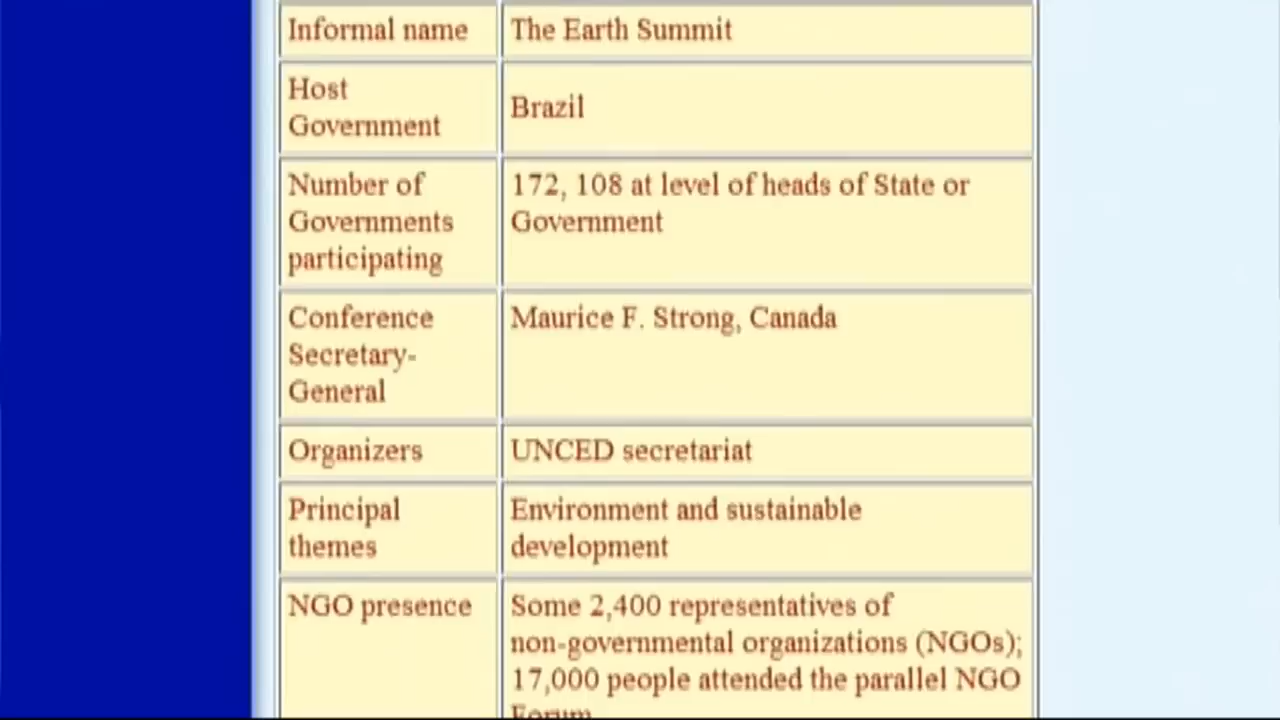 Informal name
The Earth Summit
Host
Government
Brazil
Number of
Governments
participating
172, 108 at level of heads of State or
Government
Conference
Secretary-
General
Maurice F. Strong, Canada
Organizers
UNCED secretariat
Principal
themes
Environment and sustainable
development
NGO presence
Some 2,400 representatives of
non-governmental organizations (NGOs);
17,000 people attended the parallel NGO
Forum